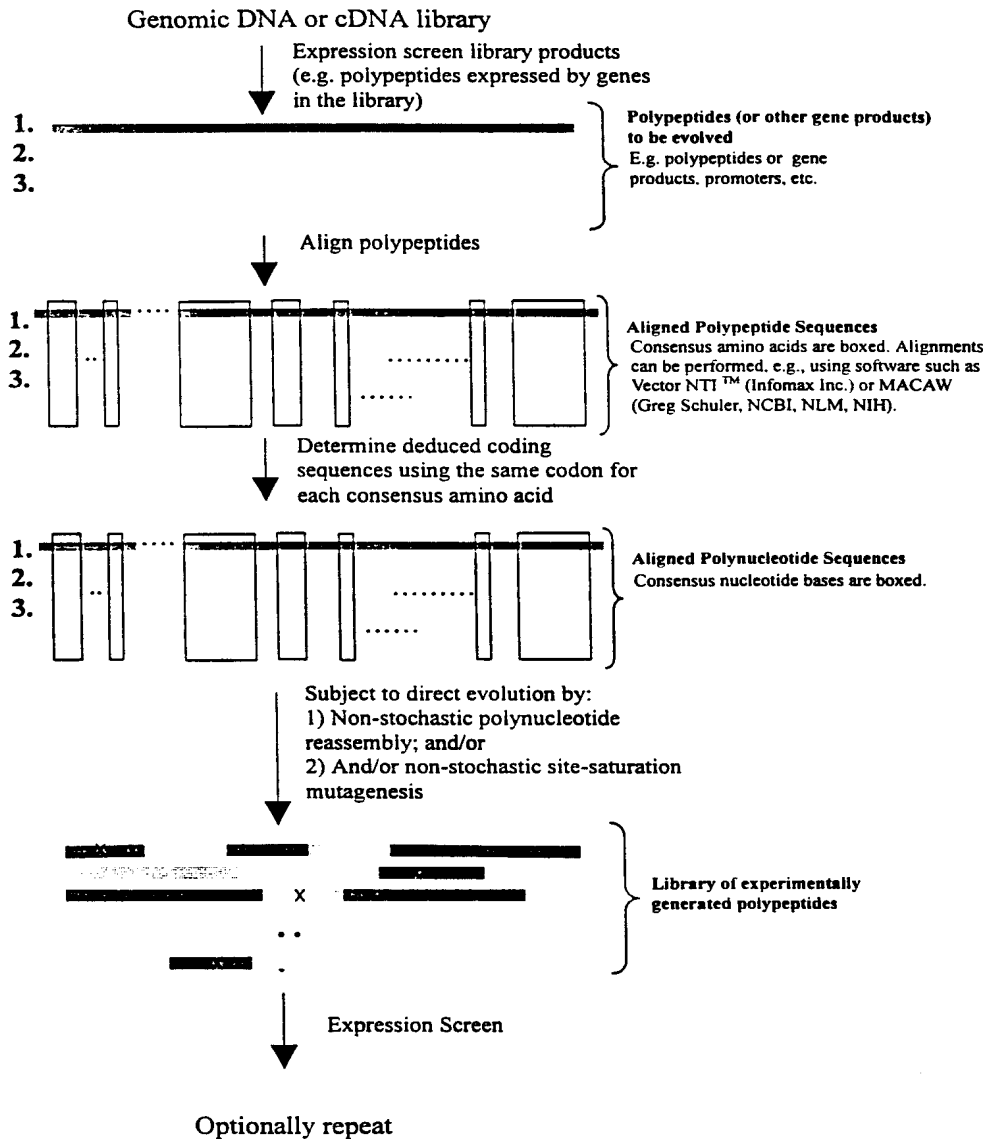 Genomic DNA or cDNA library
Expression screen library products
(e.g. polypeptides expressed by genes
in the library)
1.
2.
3.
Polypeptides (or other gene products)
to be evolved
E.g. polypeptides or gene
products, promoters, etc.
Align polypeptides
1.
2.
3.
Aligned Polypeptide Sequences
Consensus amino acids are boxed. Alignments
can be performed, e.g., using software such as
Vector NTI ™ (Infomax Inc.) or MACAW
(Greg Schuler, NCBI, NLM, NIH).
Determine deduced coding
sequences using the same codon for
each consensus amino acid
1.
2.
3.
Aligned Polynucleotide Sequences
Consensus nucleotide bases are boxed.
Subject to direct evolution by:
1) Non-stochastic polynucleotide
reassembly; and/or
2) And/or non-stochastic site-saturation
mutagenesis
x
x
Library of experimentally
generated polypeptides
Expression Screen
Optionally repeat